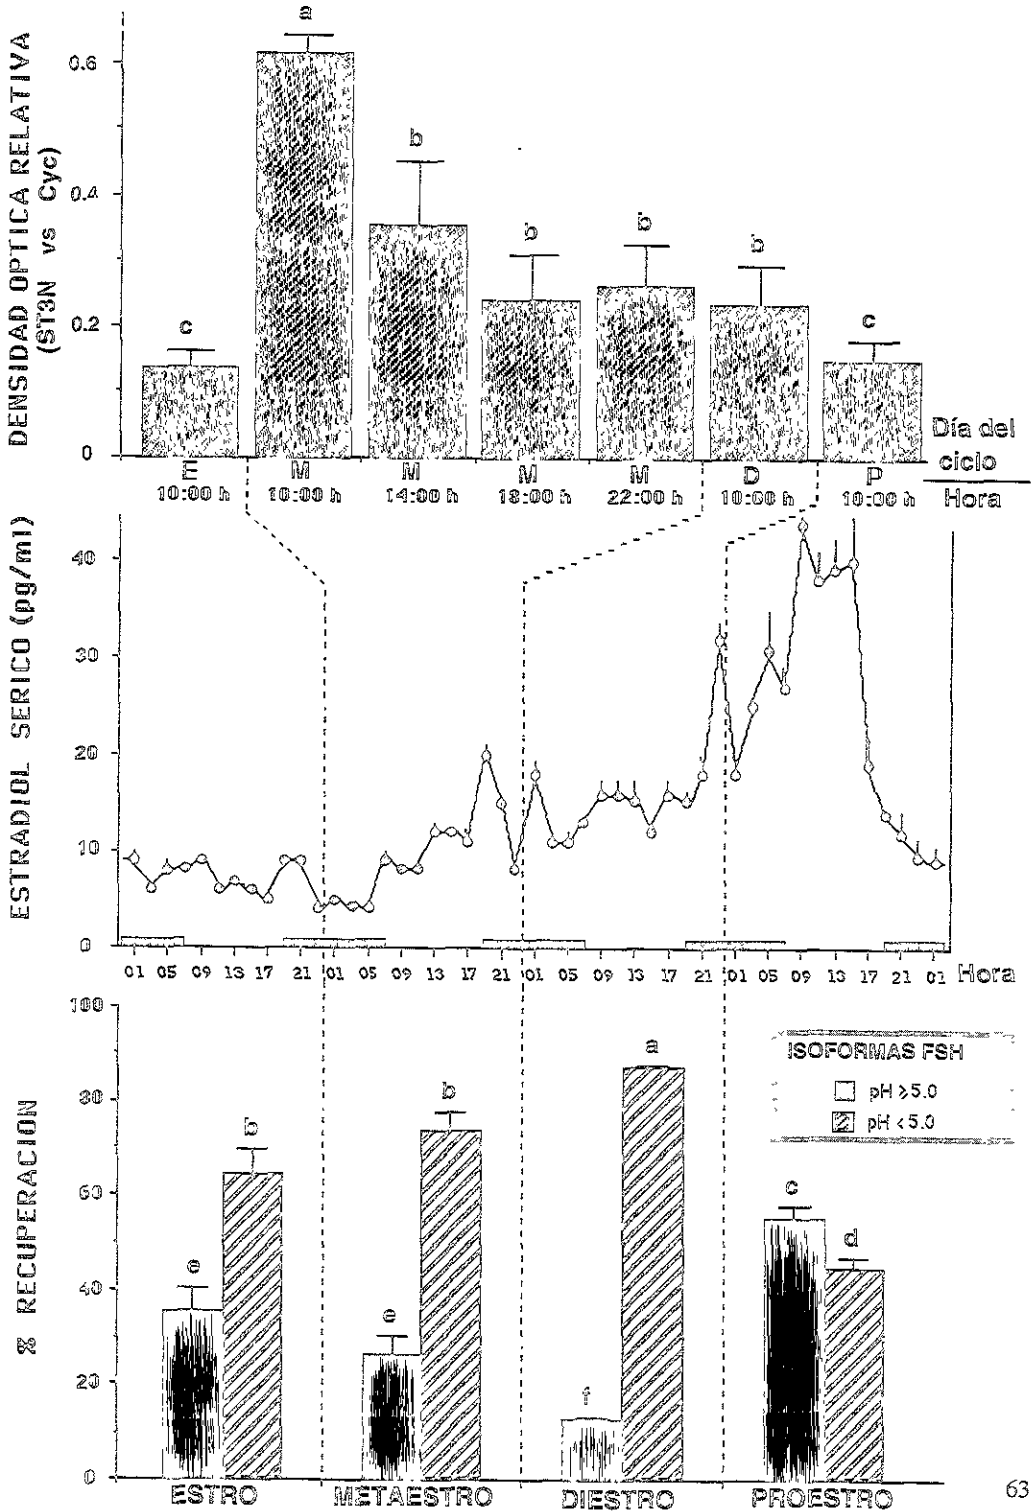 DENSIDAD OPTICA RELATIVA
(ST3N vs Cyc)
0.6
0.4
0.2
0
a
b
b
b
b
c
c
E M M M M D P
10:00 h 10:00 h 14:00 h 18:00 h 22:00 h 10:00 h 10:00 h
Día del
ciclo
Hora
ESTRADIOL SERICO (pg/ml)
40
30
20
10
0
01 05 09 13 17 21 01 05 09 13 17 21 01 05 09 13 17 21 01 05 09 13 17 21 01 Hora
% RECUPERACION
100
80
60
40
20
0
ISOFORMAS FSH
pH ≥5.0
pH <5.0
a
b
b
c
d
e
e
f
ESTRO METAESTRO DIESTRO PROESTRO
63